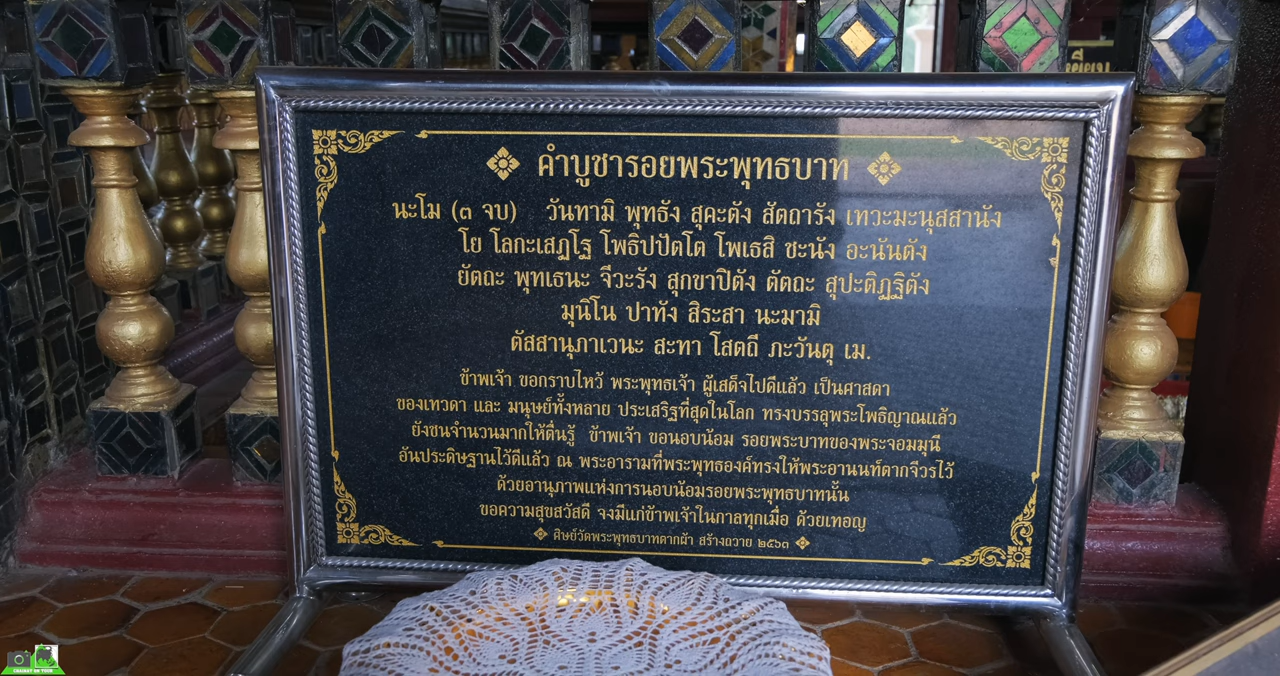 คำบูชารอยพระพุทธบาท
นะโม (๓ จบ) วันทามิ พุทธัง สุคะตัง สัตถารัง เทวะมะนุสสานัง
โย โลกะเสฏโฐ โพธิปปัตโต โพเธสิ ชะนัง อะนันตัง
ยัตถะ พุทเธนะ จีวะรัง สุกขาปิตัง ตัตถะ สุปะติฏฐิตัง
มุนิโน ปาทัง สิระสา นะมามิ
ตัสสานุภาเวนะ สะทา โสตถี ภะวันตุ เม.
ข้าพเจ้า ขอกราบไหว้ พระพุทธเจ้า ผู้เสด็จไปดีแล้ว เป็นศาสดา
ของเทวดา และ มนุษย์ทั้งหลาย ประเสริฐที่สุดในโลก ทรงบรรลุพระโพธิญาณแล้ว
ยังชนจำนวนมากให้ตื่นรู้ ข้าพเจ้า ขอนอบน้อม รอยพระบาทของพระจอมมุนี
อันประดิษฐานไว้ดีแล้ว ณ พระอารามที่พระพุทธองค์ทรงให้พระอานนท์ตากจีวรไว้
ด้วยอานุภาพแห่งการนอบน้อมรอยพระพุทธบาทนั้น
ขอความสุขสวัสดี จงมีแก่ข้าพเจ้าในกาลทุกเมื่อ ด้วยเทอญ
ศิษย์วัดพระพุทธบาทตากผ้า สร้างถวาย ๒๕๖๓